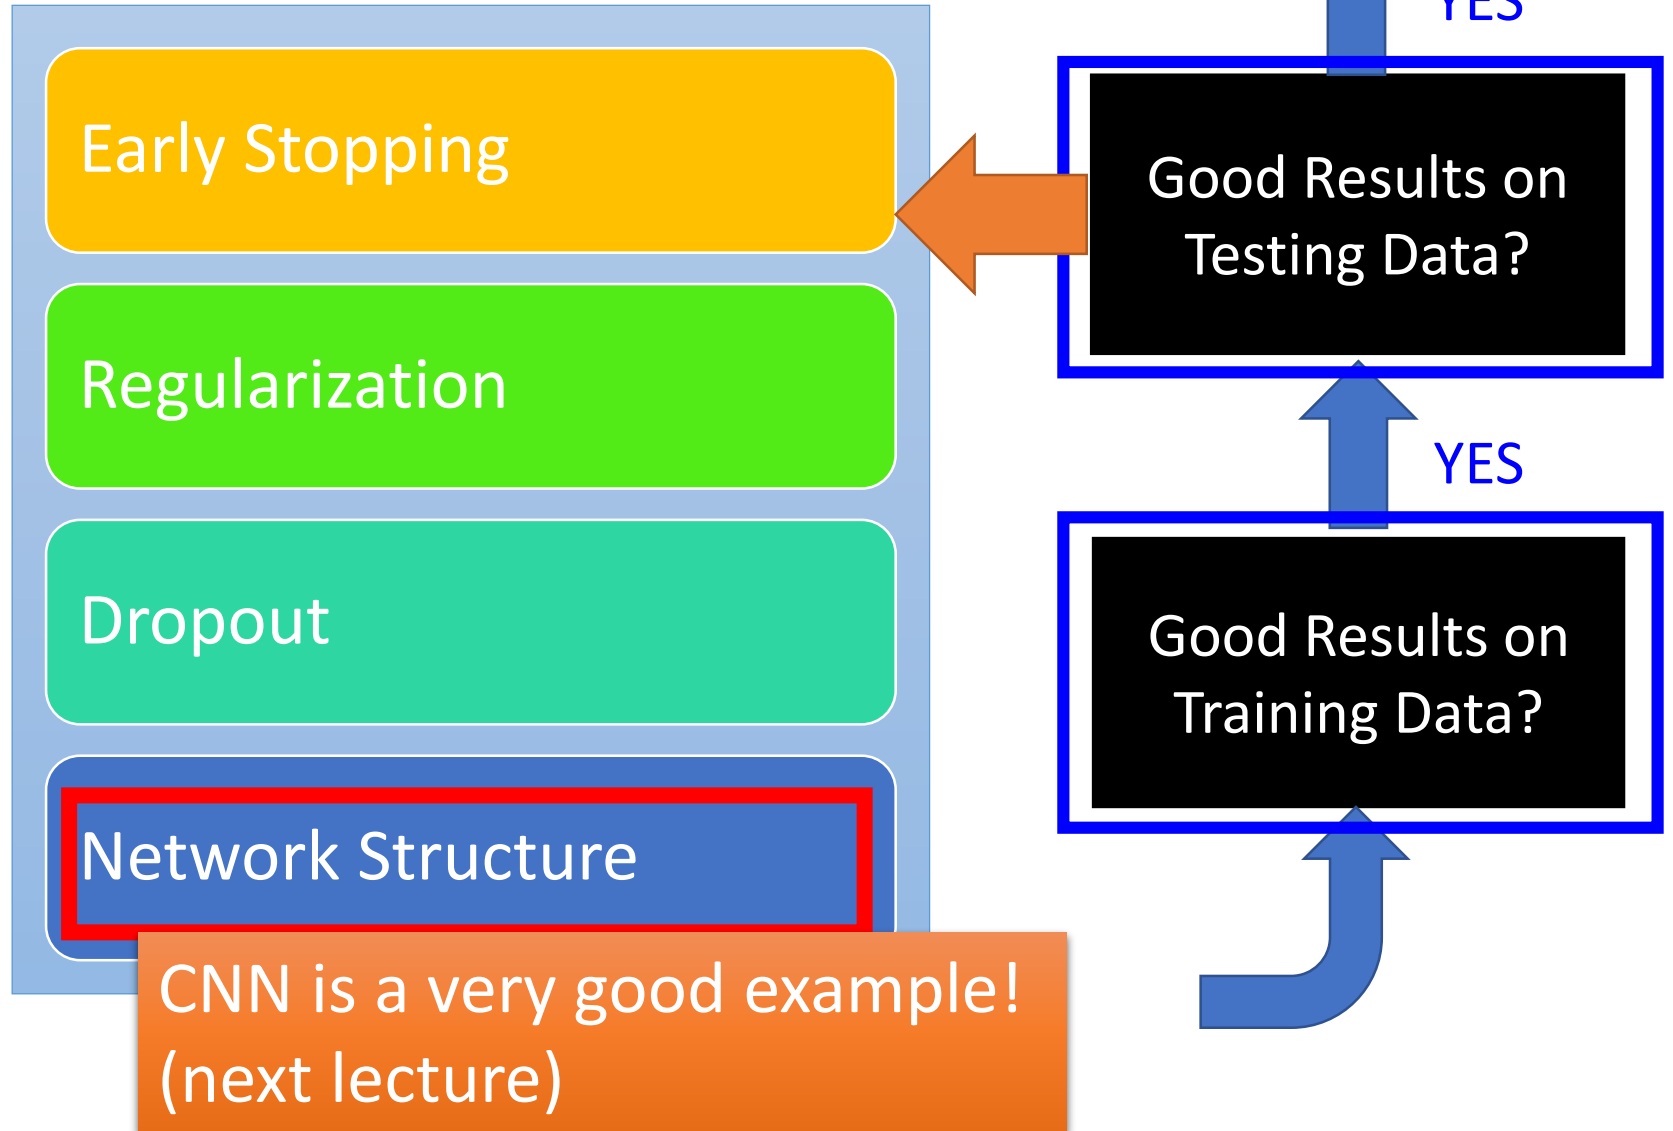 Early Stopping
Regularization
Dropout
Network Structure
CNN is a very good example!
(next lecture)
YES
Good Results on
Testing Data?
YES
Good Results on
Training Data?